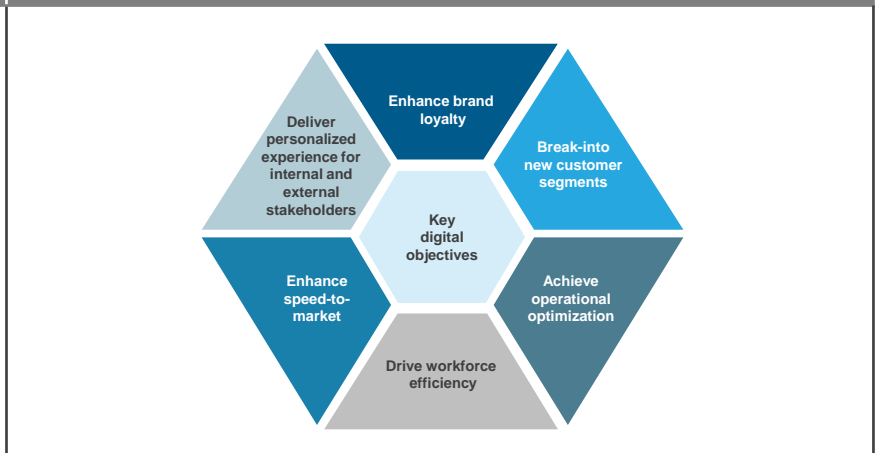 Enhance brand
loyalty
Deliver
personalized
experience for
internal and
external
stakeholders
Break-into
new customer
segments
Key
digital
objectives
Enhance
speed-to-
market
Achieve
operational
optimization
Drive workforce
efficiency